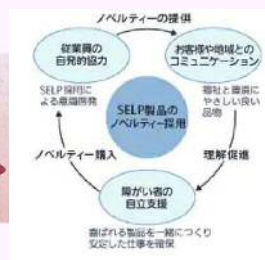 ノベルティーの提供
従業員の
自発的協力
お客様や地域との
コミュニケーション
SELP採用に
よる意識啓発
福祉と環境に
やさしい良い
品物
SELP製品の
ノベルティー採用
ノベルティー購入
理解促進
障がい者の
自立支援
喜ばれる製品を一緒につくり
安定した仕事を確保